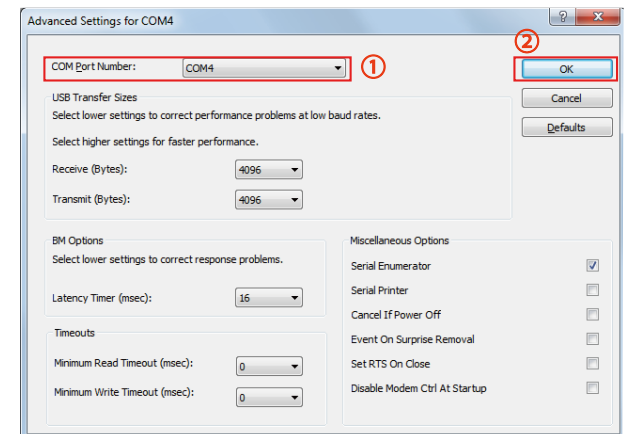 Advanced Settings for COM4
②
COM Port Number: COM4 ① OK
USB Transfer Sizes Cancel
Select lower settings to correct performance problems at low baud rates.
Defaults
Select higher settings for faster performance.
Receive (Bytes): 4096
Transmit (Bytes): 4096
BM Options
Select lower settings to correct response problems.
Latency Timer (msec): 16
Timeouts
Minimum Read Timeout (msec): 0
Minimum Write Timeout (msec): 0
Miscellaneous Options
Serial Enumerator
Serial Printer
Cancel If Power Off
Event On Surprise Removal
Set RTS On Close
Disable Modem Ctrl At Startup